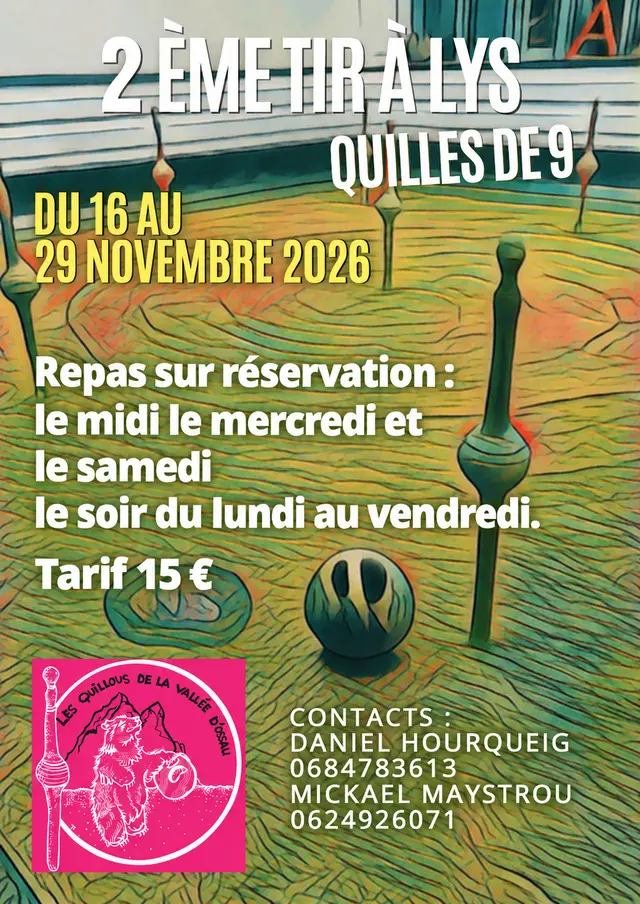 A
2 ÈME TIR À LYS
QUILLES DE 9
DU 16 AU
29 NOVEMBRE 2026
Repas sur réservation :
le midi le mercredi et
le samedi
le soir du lundi au vendredi.
Tarif 15 €
LES QUILLOUS DE LA VALLÉE D'OSSAU
CONTACTS :
DANIEL HOURQUEIG
0684783613
MICKAEL MAYSTROU
0624926071